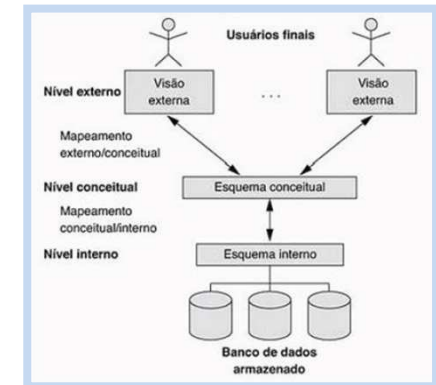 Usuários finais
Nível externo
Visão
externa
. . .
Visão
externa
Mapeamento
externo/conceitual
Nível conceitual
Esquema conceitual
Mapeamento
conceitual/interno
Nível interno
Esquema interno
Banco de dados
armazenado